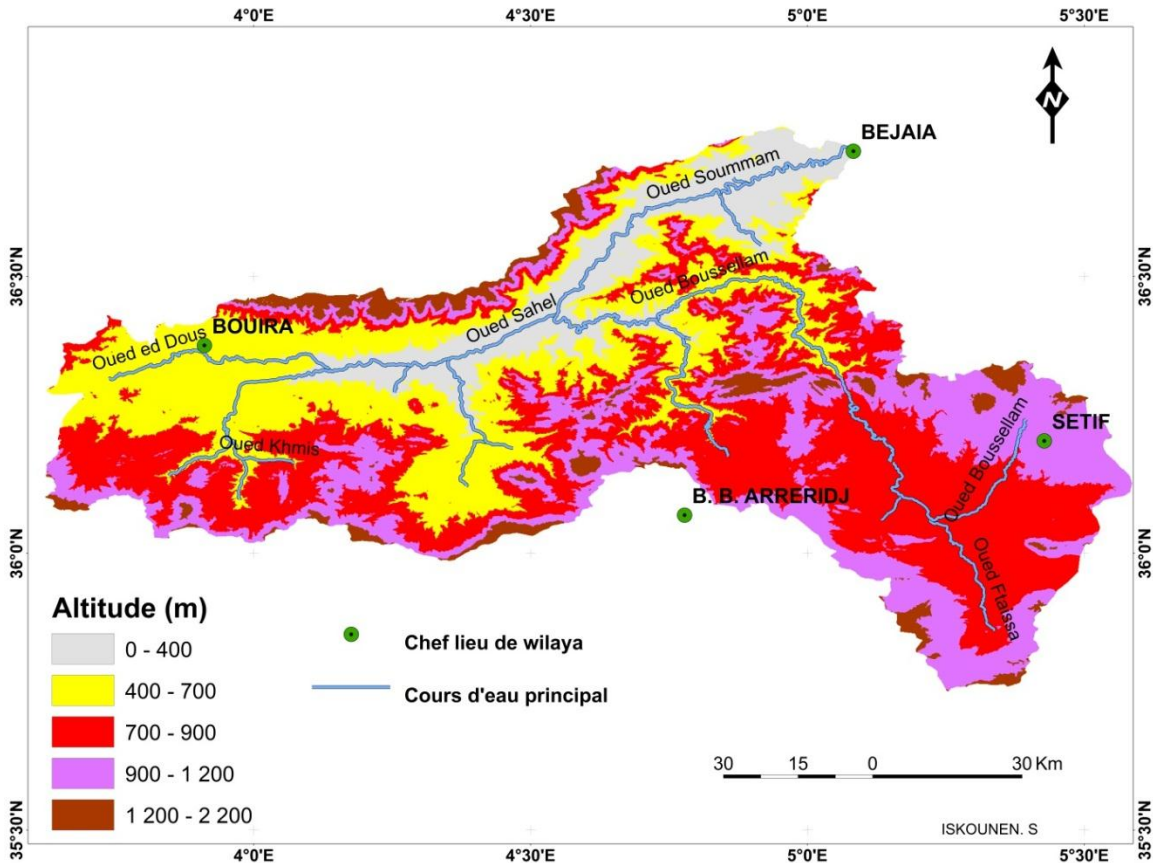 4°0'E 4°30'E 5°0'E 5°30'E
N
BEJAIA
Oued Soummam
36°30'N 36°30'N
Oued Boussellam
Oued Sahel
BOUIRA
Oued ed Dous
SETIF
Oued Khmis
Oued Boussellam
B. B. ARRERIDJ
36°0'N 36°0'N
Oued Ftaissa
Altitude (m)
0 - 400
400 - 700
700 - 900
900 - 1 200
1 200 - 2 200
Chef lieu de wilaya
Cours d'eau principal
30 15 0 30 Km
ISKOUNEN. S
35°30'N 35°30'N
4°0'E 4°30'E 5°0'E 5°30'E